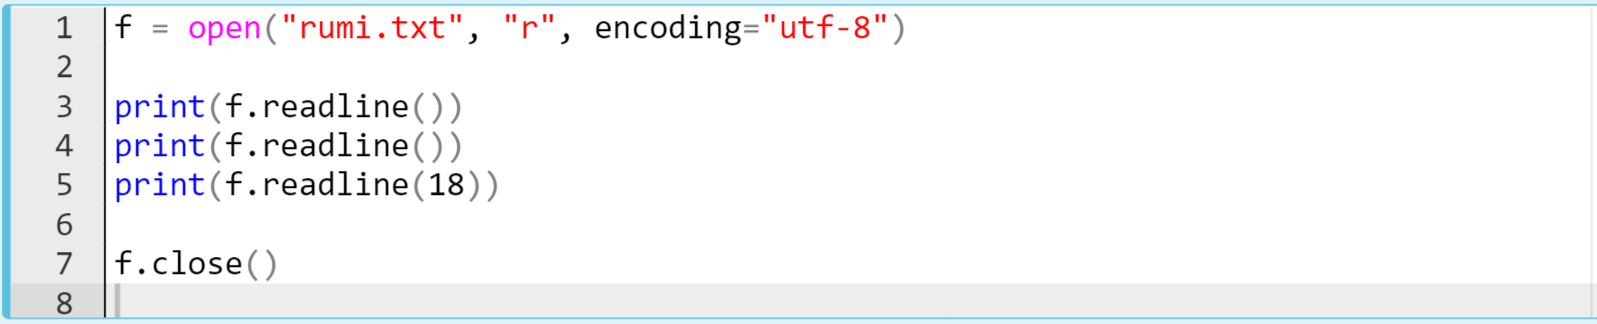 1 f = open("rumi.txt", "r", encoding="utf-8")
2
3 print(f.readline())
4 print(f.readline())
5 print(f.readline(18))
6
7 f.close()
8